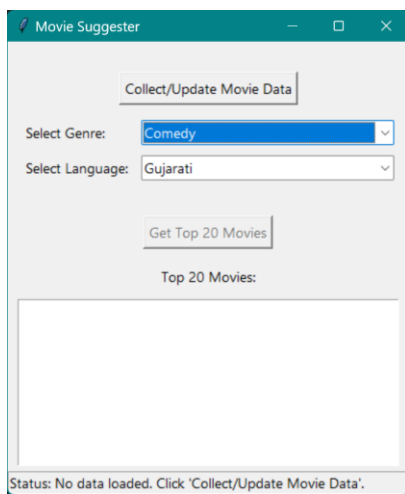 Movie Suggester
Collect/Update Movie Data
Select Genre: Comedy
Select Language: Gujarati
Get Top 20 Movies
Top 20 Movies:
Status: No data loaded. Click 'Collect/Update Movie Data'.